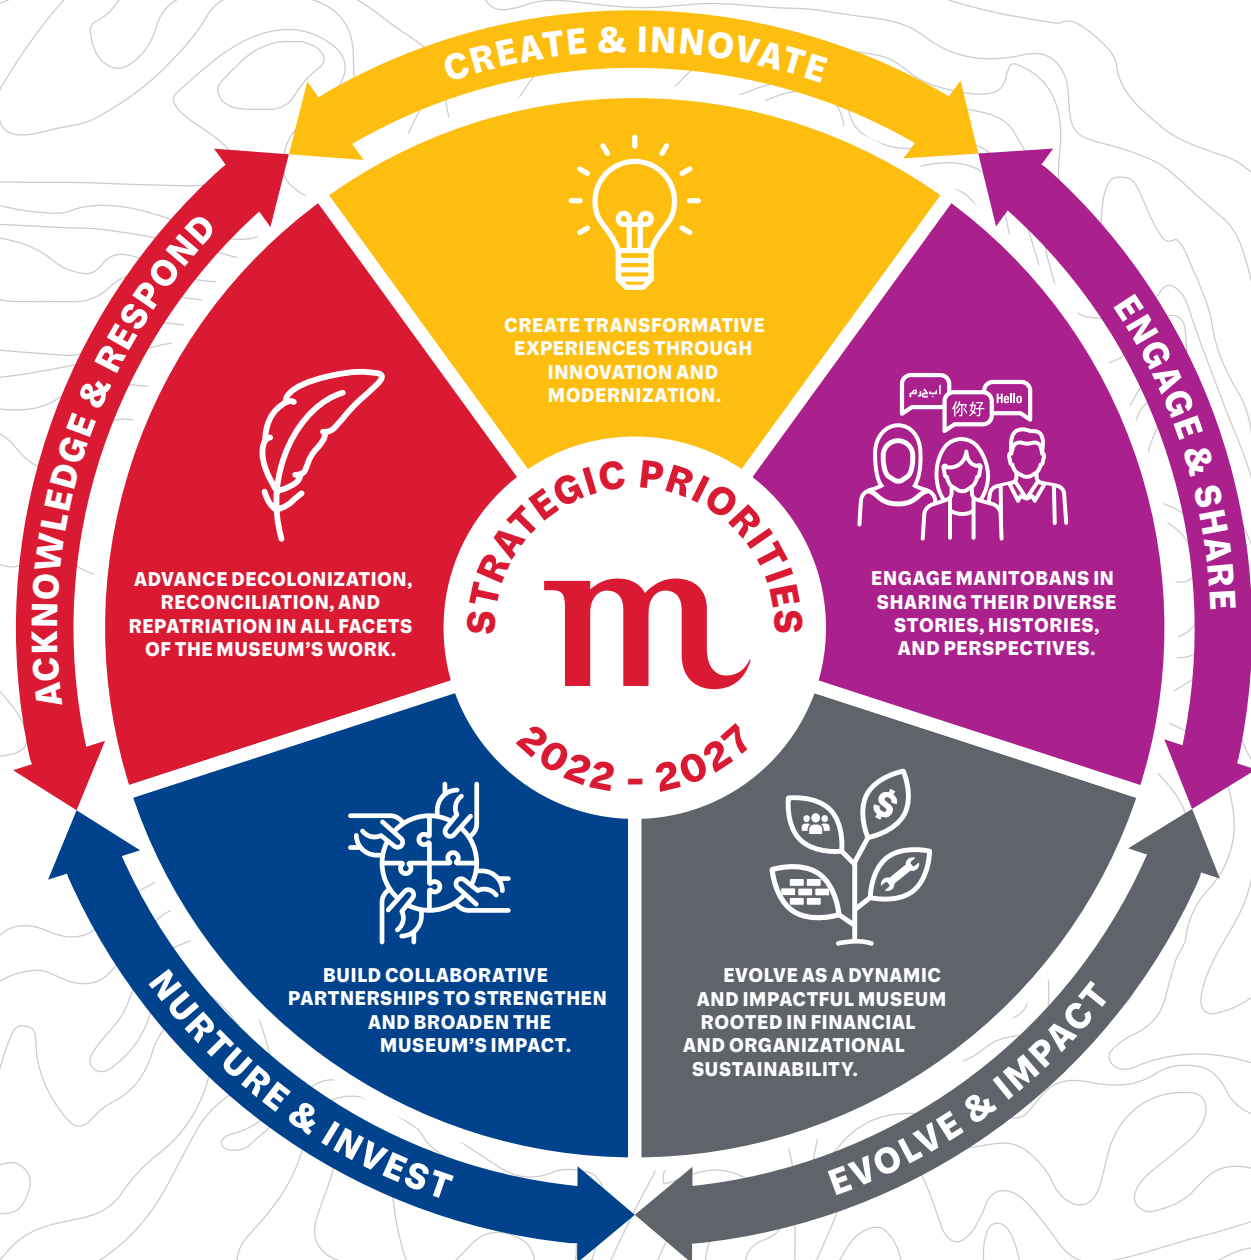 CREATE & INNOVATE
CREATE TRANSFORMATIVE
EXPERIENCES THROUGH
INNOVATION AND
MODERNIZATION.
ENGAGE & SHARE
ابجرم
你好
Hello
ENGAGE MANITOBANS IN
SHARING THEIR DIVERSE
STORIES, HISTORIES,
AND PERSPECTIVES.
EVOLVE & IMPACT
$
EVOLVE AS A DYNAMIC
AND IMPACTFUL MUSEUM
ROOTED IN FINANCIAL
AND ORGANIZATIONAL
SUSTAINABILITY.
NURTURE & INVEST
BUILD COLLABORATIVE
PARTNERSHIPS TO STRENGTHEN
AND BROADEN THE
MUSEUM'S IMPACT.
ACKNOWLEDGE & RESPOND
ADVANCE DECOLONIZATION,
RECONCILIATION, AND
REPATRIATION IN ALL FACETS
OF THE MUSEUM'S WORK.
STRATEGIC PRIORITIES
m
2022 - 2027